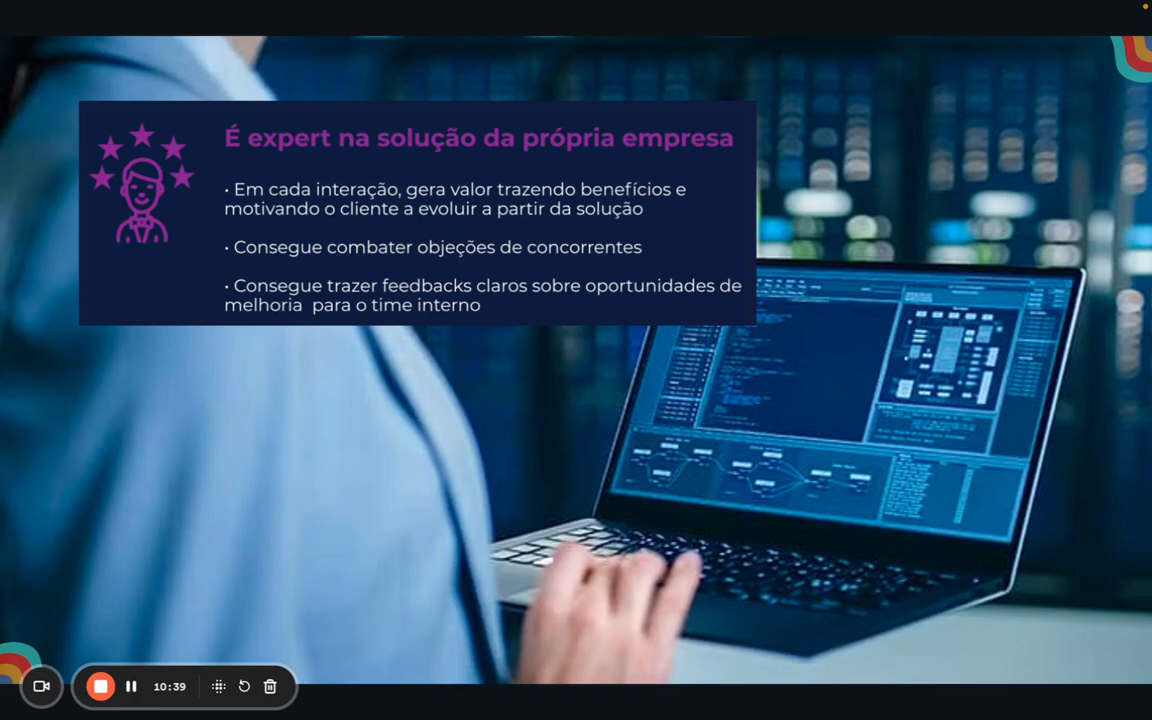 É expert na solução da própria empresa
• Em cada interação, gera valor trazendo benefícios e
motivando o cliente a evoluir a partir da solução
• Consegue combater objeções de concorrentes
• Consegue trazer feedbacks claros sobre oportunidades de
melhoria  para o time interno
10:39